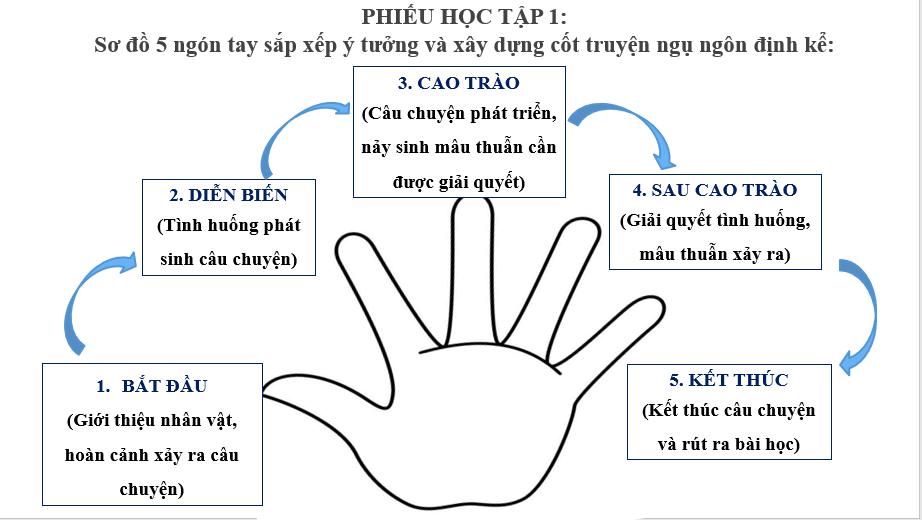 PHIẾU HỌC TẬP 1:
Sơ đồ 5 ngón tay sắp xếp ý tưởng và xây dựng cốt truyện ngụ ngôn định kể:
3. CAO TRÀO
(Câu chuyện phát triển,
nảy sinh mâu thuẫn cần
được giải quyết)
2. DIỄN BIẾN
(Tình huống phát
sinh câu chuyện)
4. SAU CAO TRÀO
(Giải quyết tình huống,
mâu thuẫn xảy ra)
1. BẮT ĐẦU
(Giới thiệu nhân vật,
hoàn cảnh xảy ra câu
chuyện)
5. KẾT THÚC
(Kết thúc câu chuyện
và rút ra bài học)